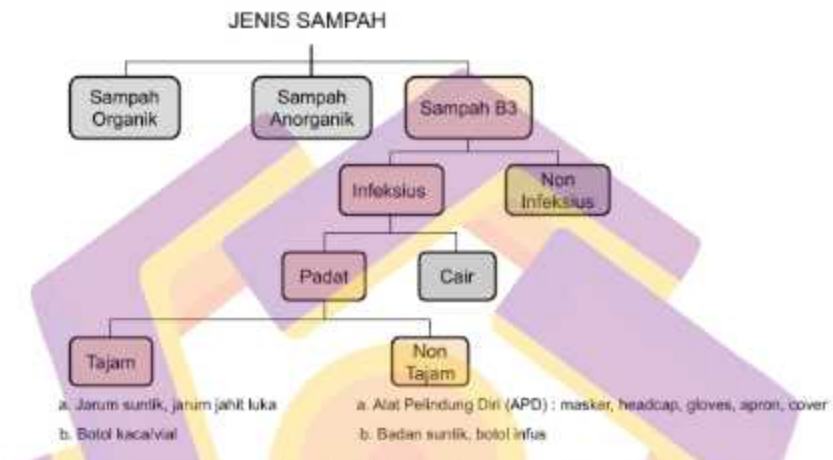 JENIS SAMPAH
Sampah
Organik
Sampah
Anorganik
Sampah B3
Infeksius
Non
Infeksius
Padat
Cair
Tajam
Non
Tajam
a. Jarum suntik, jarum jahit luka
b. Botol kaca/vial
a. Alat Pelindung Diri (APD) : masker, headcap, gloves, apron, cover
b. Badan suntik, botol infus